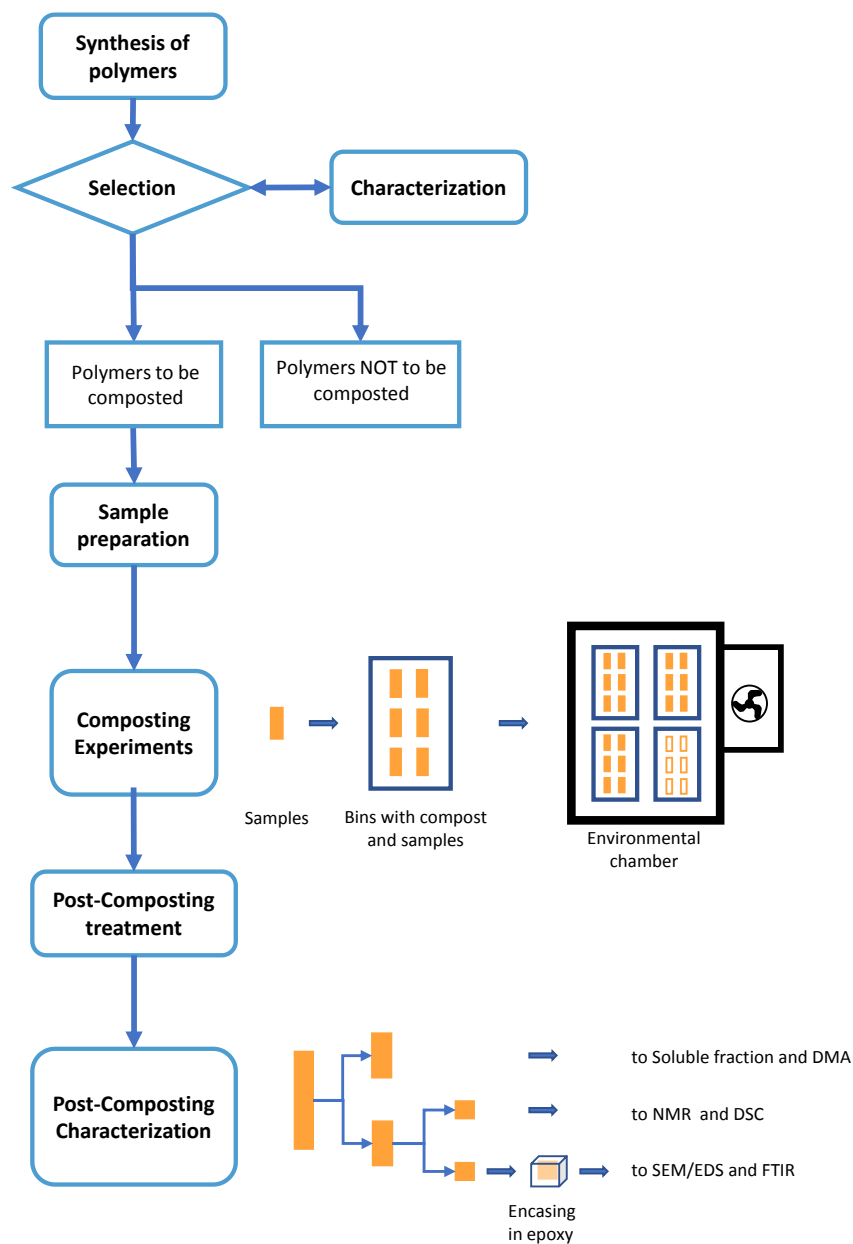 Synthesis of
polymers
Selection
Characterization
Polymers to be
composted
Polymers NOT to be
composted
Sample
preparation
Composting
Experiments
Samples
Bins with compost
and samples
Environmental
chamber
Post-Composting
treatment
Post-Composting
Characterization
to Soluble fraction and DMA
to NMR and DSC
to SEM/EDS and FTIR
Encasing
in epoxy